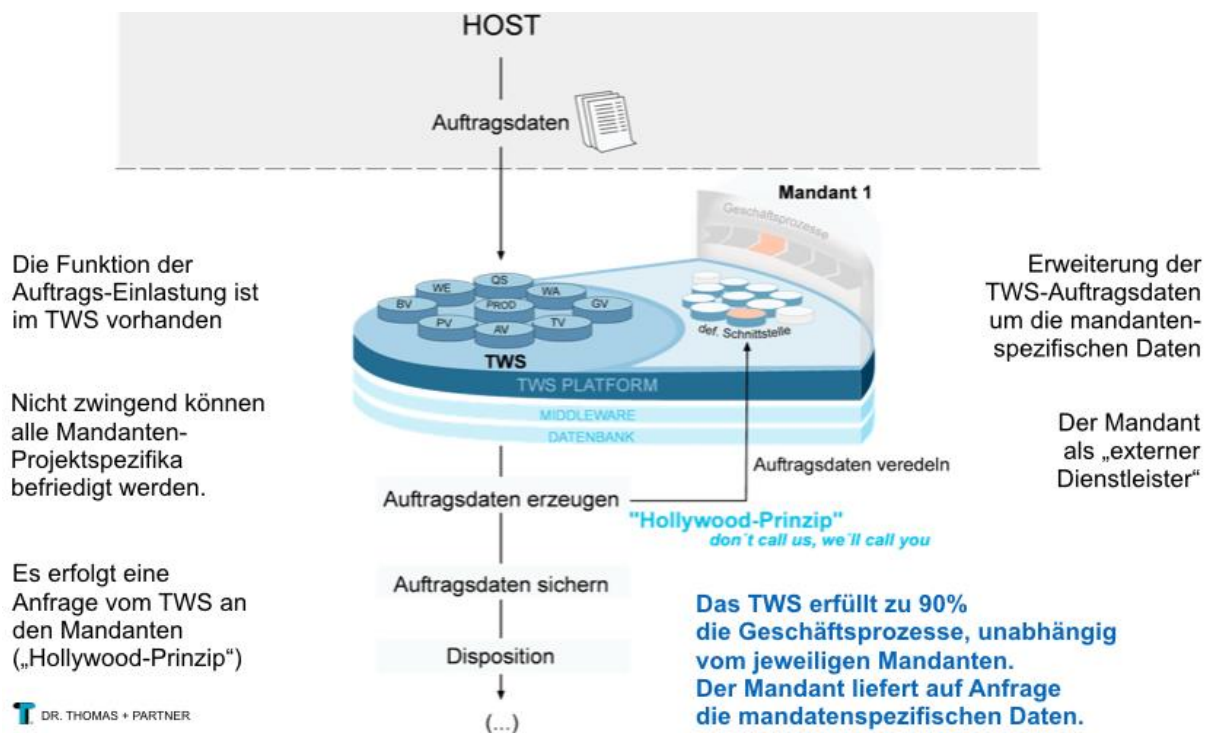 HOST
Auftragsdaten
Mandant 1
Geschäftsprozesse
Die Funktion der
Auftrags-Einlastung ist
im TWS vorhanden
Nicht zwingend können
alle Mandanten-
Projektspezifika
befriedigt werden.
Es erfolgt eine
Anfrage vom TWS an
den Mandanten
(„Hollywood-Prinzip“)
QS
WE
WA
BV
PROD
GV
PV
AV
TV
TWS
def. Schnittstelle
TWS PLATFORM
MIDDLEWARE
DATENBANK
Erweiterung der
TWS-Auftragsdaten
um die mandanten-
spezifischen Daten
Der Mandant
als „externer
Dienstleister“
Auftragsdaten veredeln
Auftragsdaten erzeugen
"Hollywood-Prinzip"
don´t call us, we´ll call you
Auftragsdaten sichern
Disposition
(...)
Das TWS erfüllt zu 90%
die Geschäftsprozesse, unabhängig
vom jeweiligen Mandanten.
Der Mandant liefert auf Anfrage
die mandatenspezifischen Daten.
DR. THOMAS + PARTNER